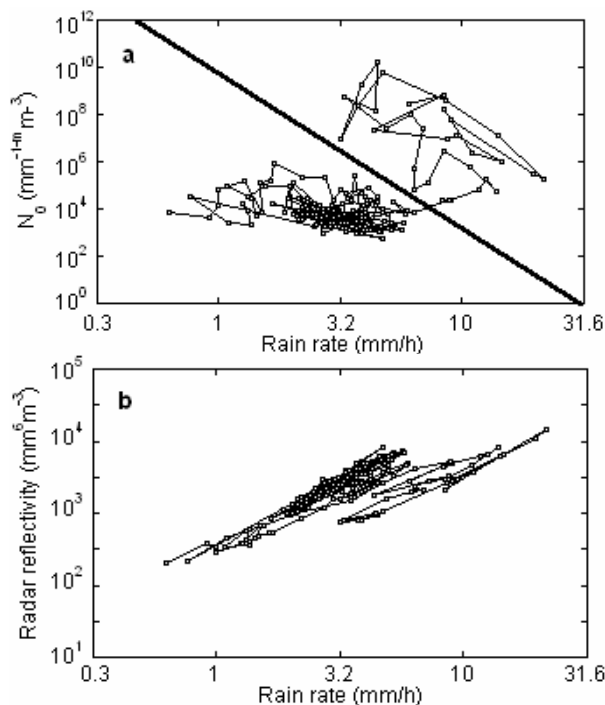 10^12
a
10^10
10^8
10^6
10^4
10^2
10^0
N_0 (mm^-1-m m^-3)
0.3 1 3.2 10 31.6
Rain rate (mm/h)
10^5
b
10^4
10^3
10^2
10^1
Radar reflectivity (mm^6 m^-3)
0.3 1 3.2 10 31.6
Rain rate (mm/h)